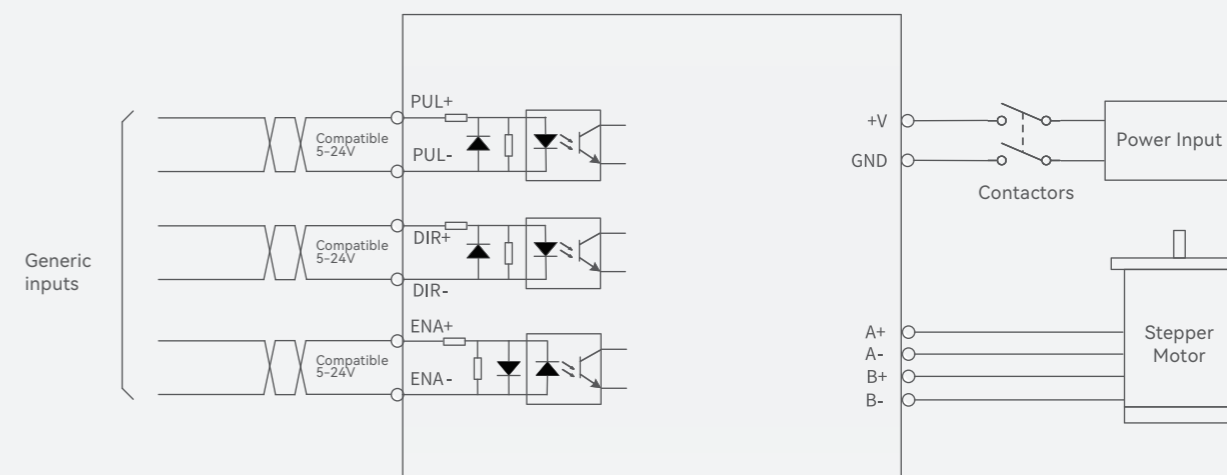 Generic
inputs
PUL+
Compatible
5-24V
PUL-
DIR+
Compatible
5-24V
DIR-
ENA+
Compatible
5-24V
ENA-
+V
GND
Contactors
Power Input
A+
A-
B+
B-
Stepper
Motor